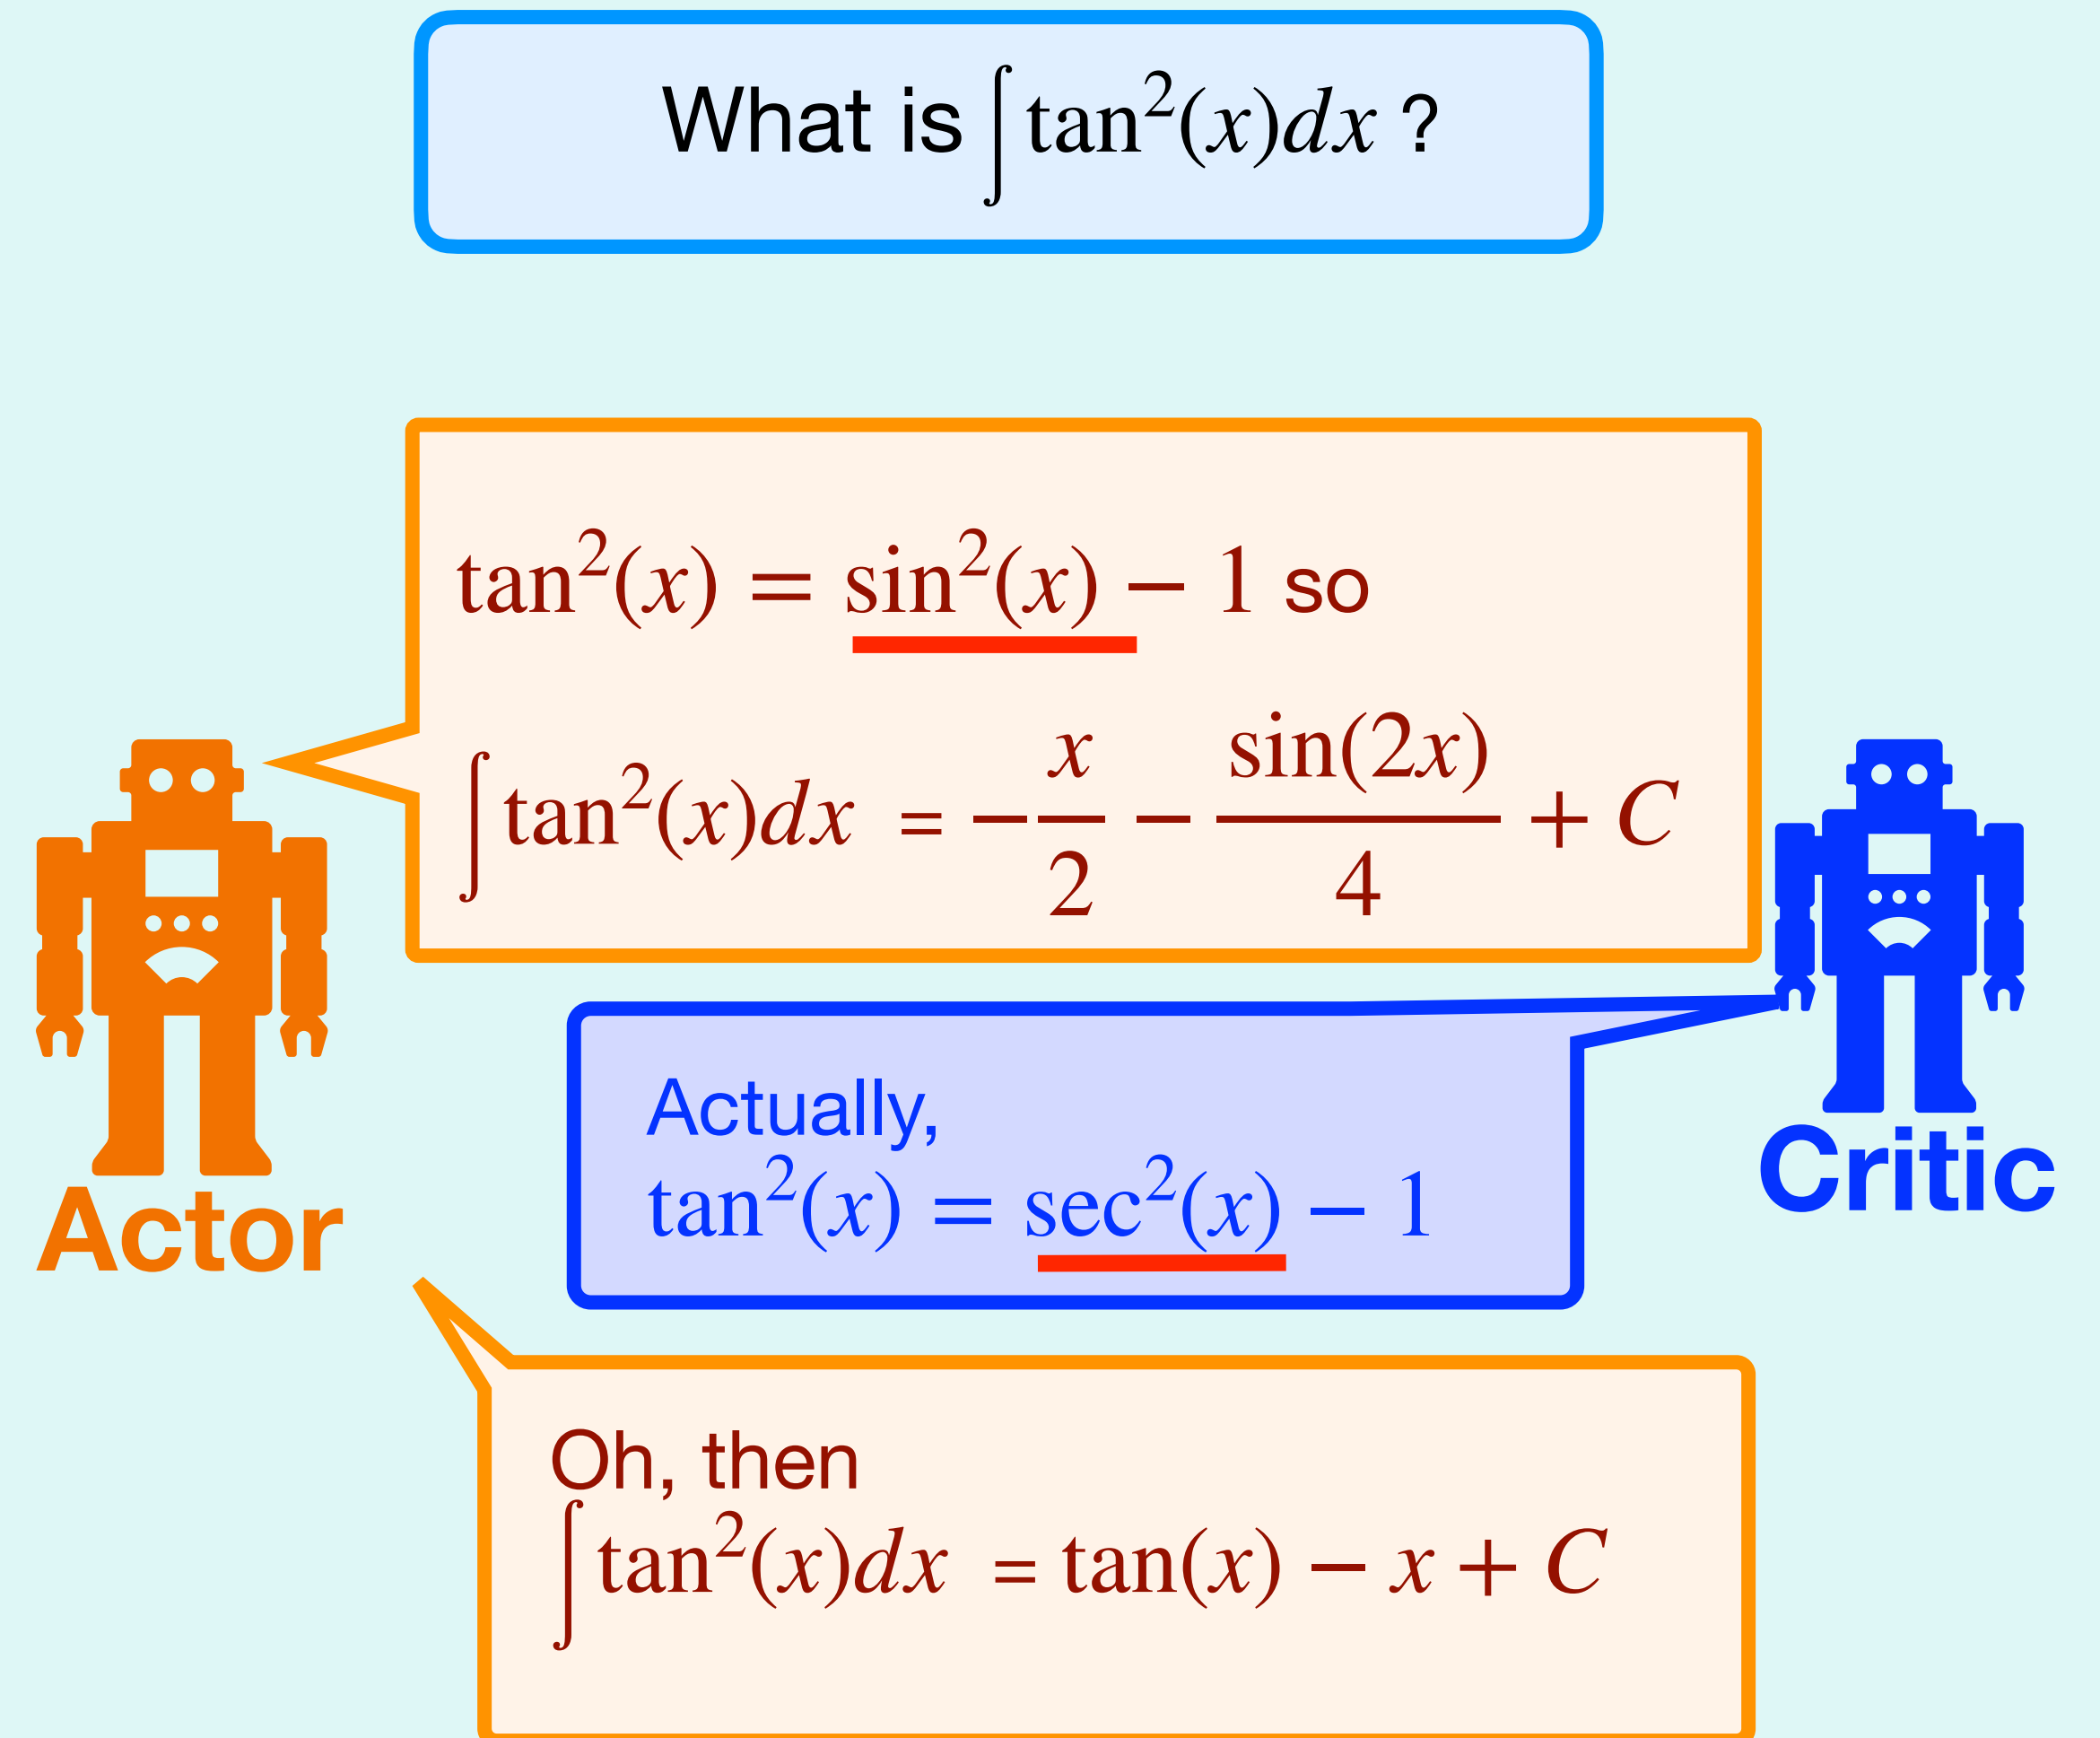 What is ∫tan²(x)dx ?
tan²(x) = sin²(x) − 1 so
∫tan²(x)dx = −x/2 − sin(2x)/4 + C
Actually,
tan²(x) = sec²(x) − 1
Critic
Actor
Oh, then
∫tan²(x)dx = tan(x) − x + C